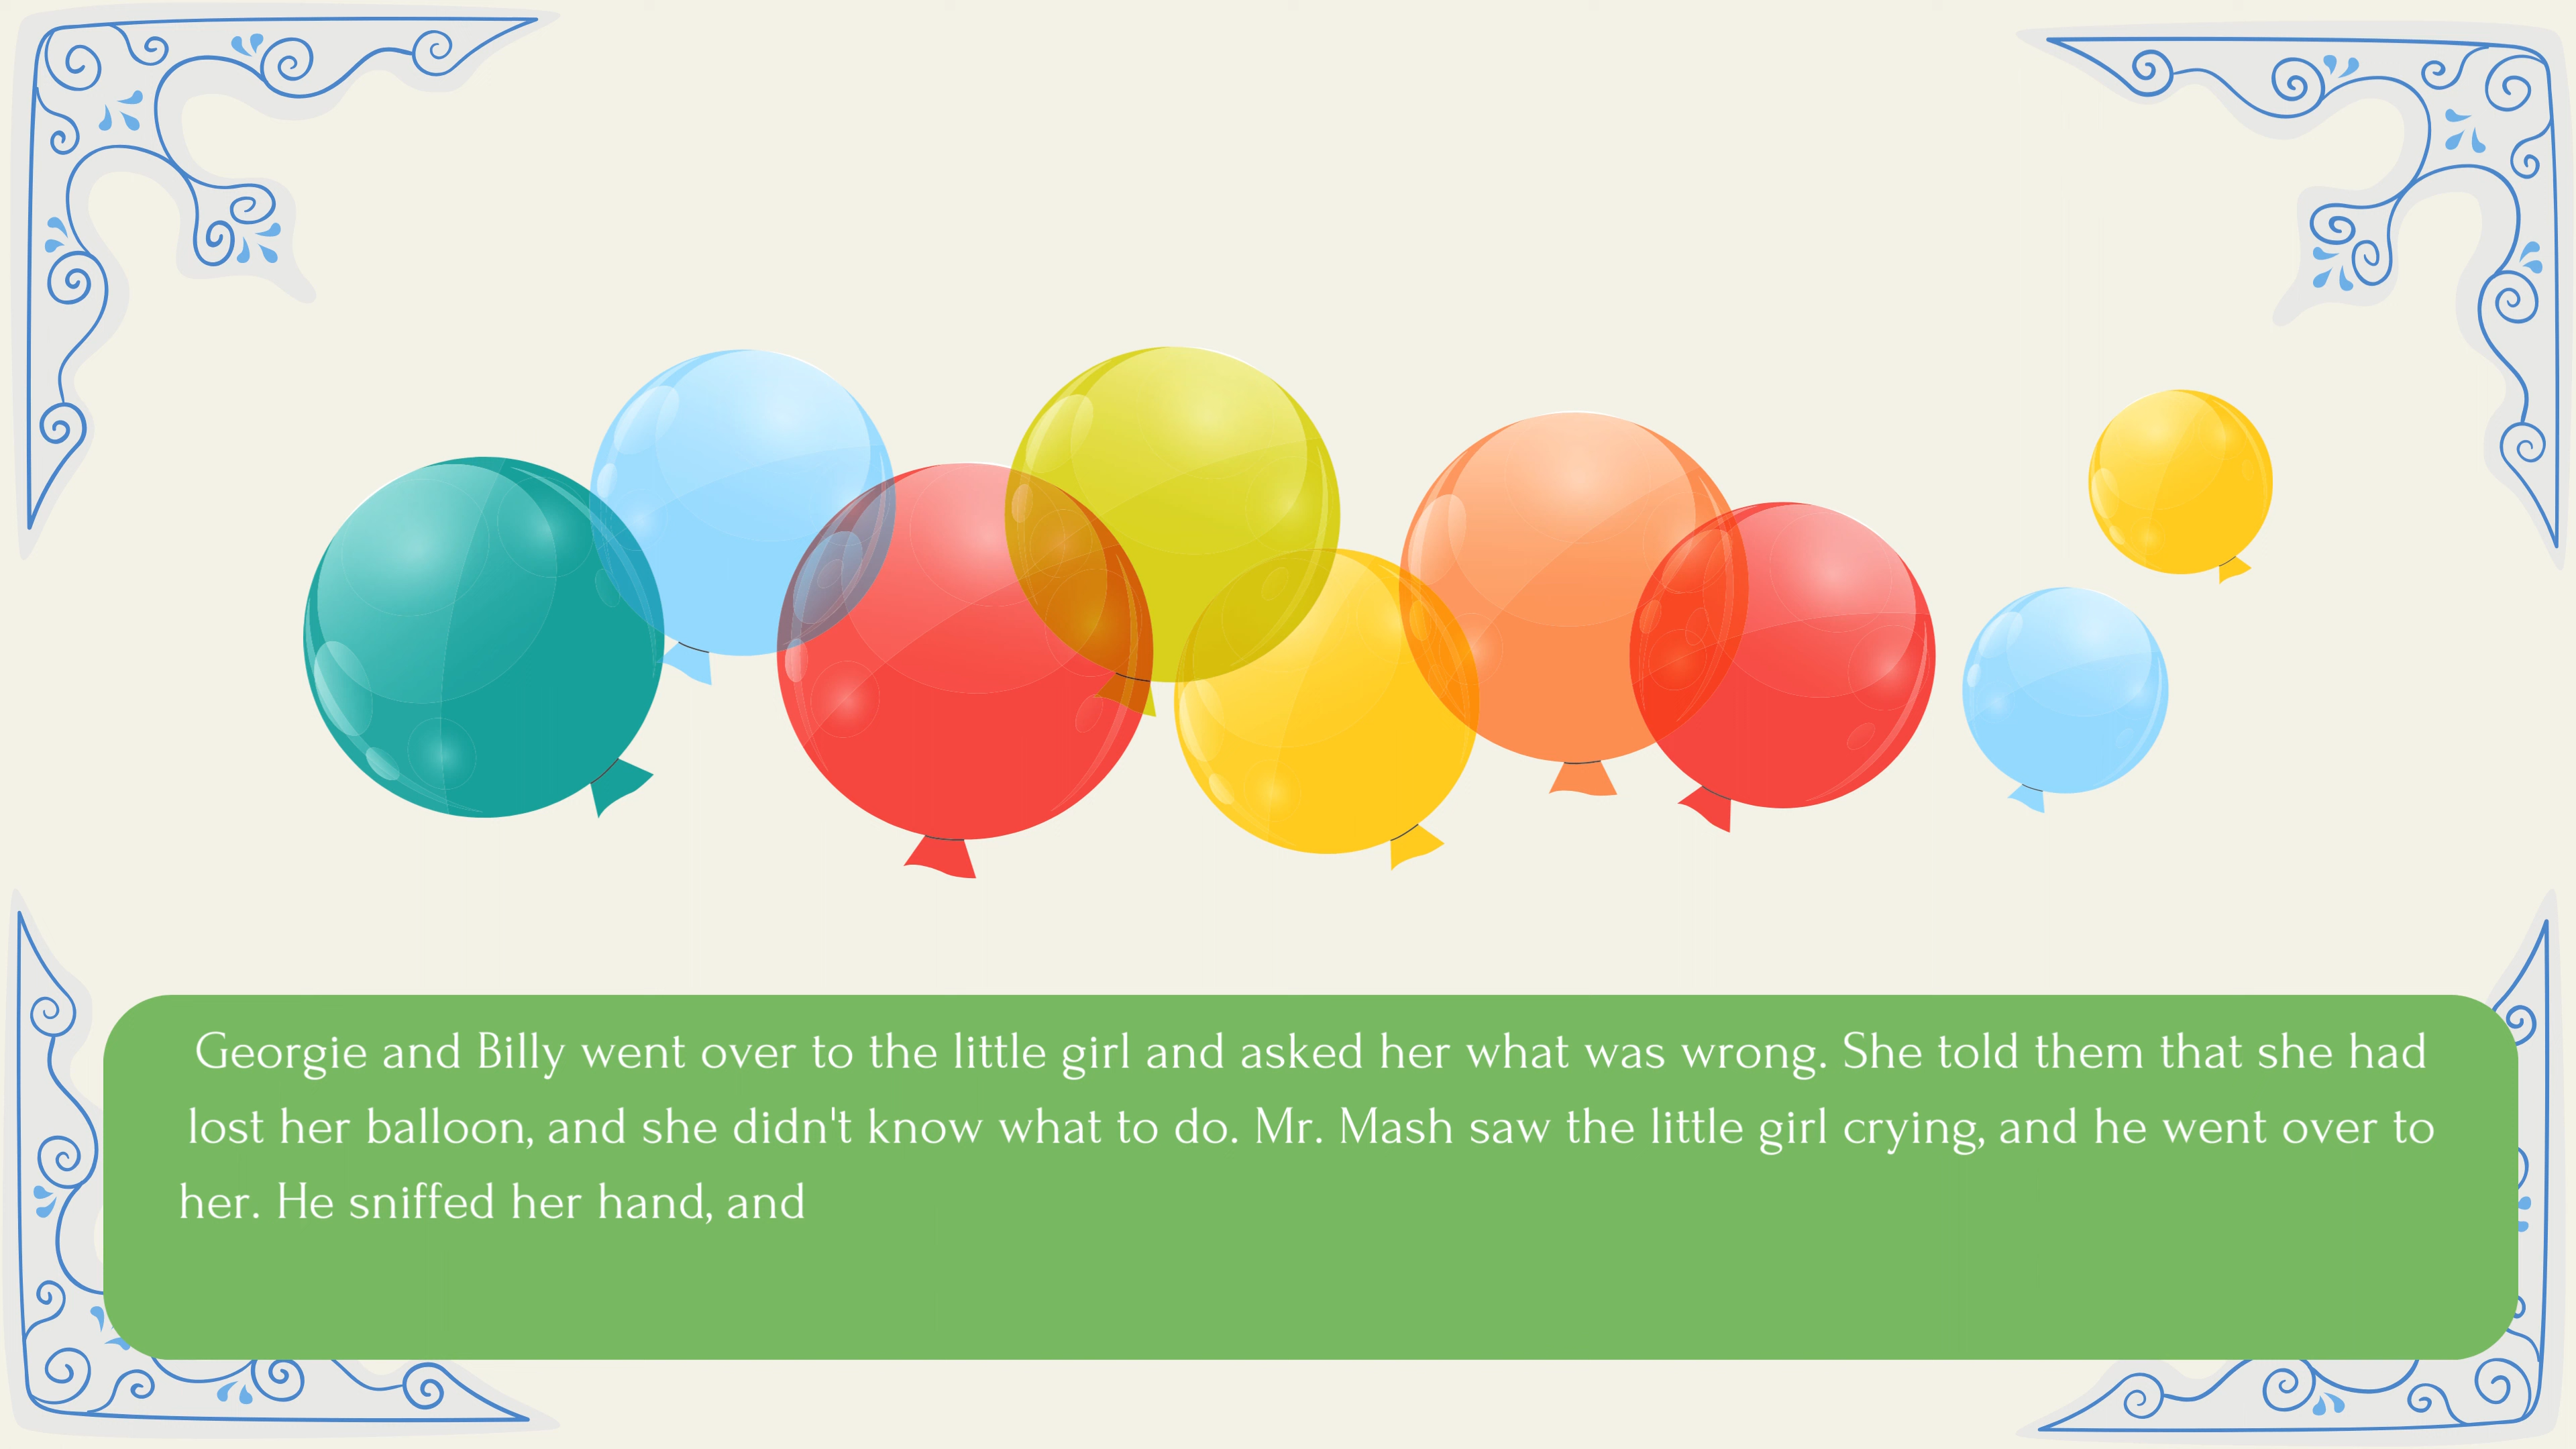 Georgie and Billy went over to the little girl and asked her what was wrong. She told them that she had
lost her balloon, and she didn't know what to do. Mr. Mash saw the little girl crying, and he went over to
her. He sniffed her hand, and